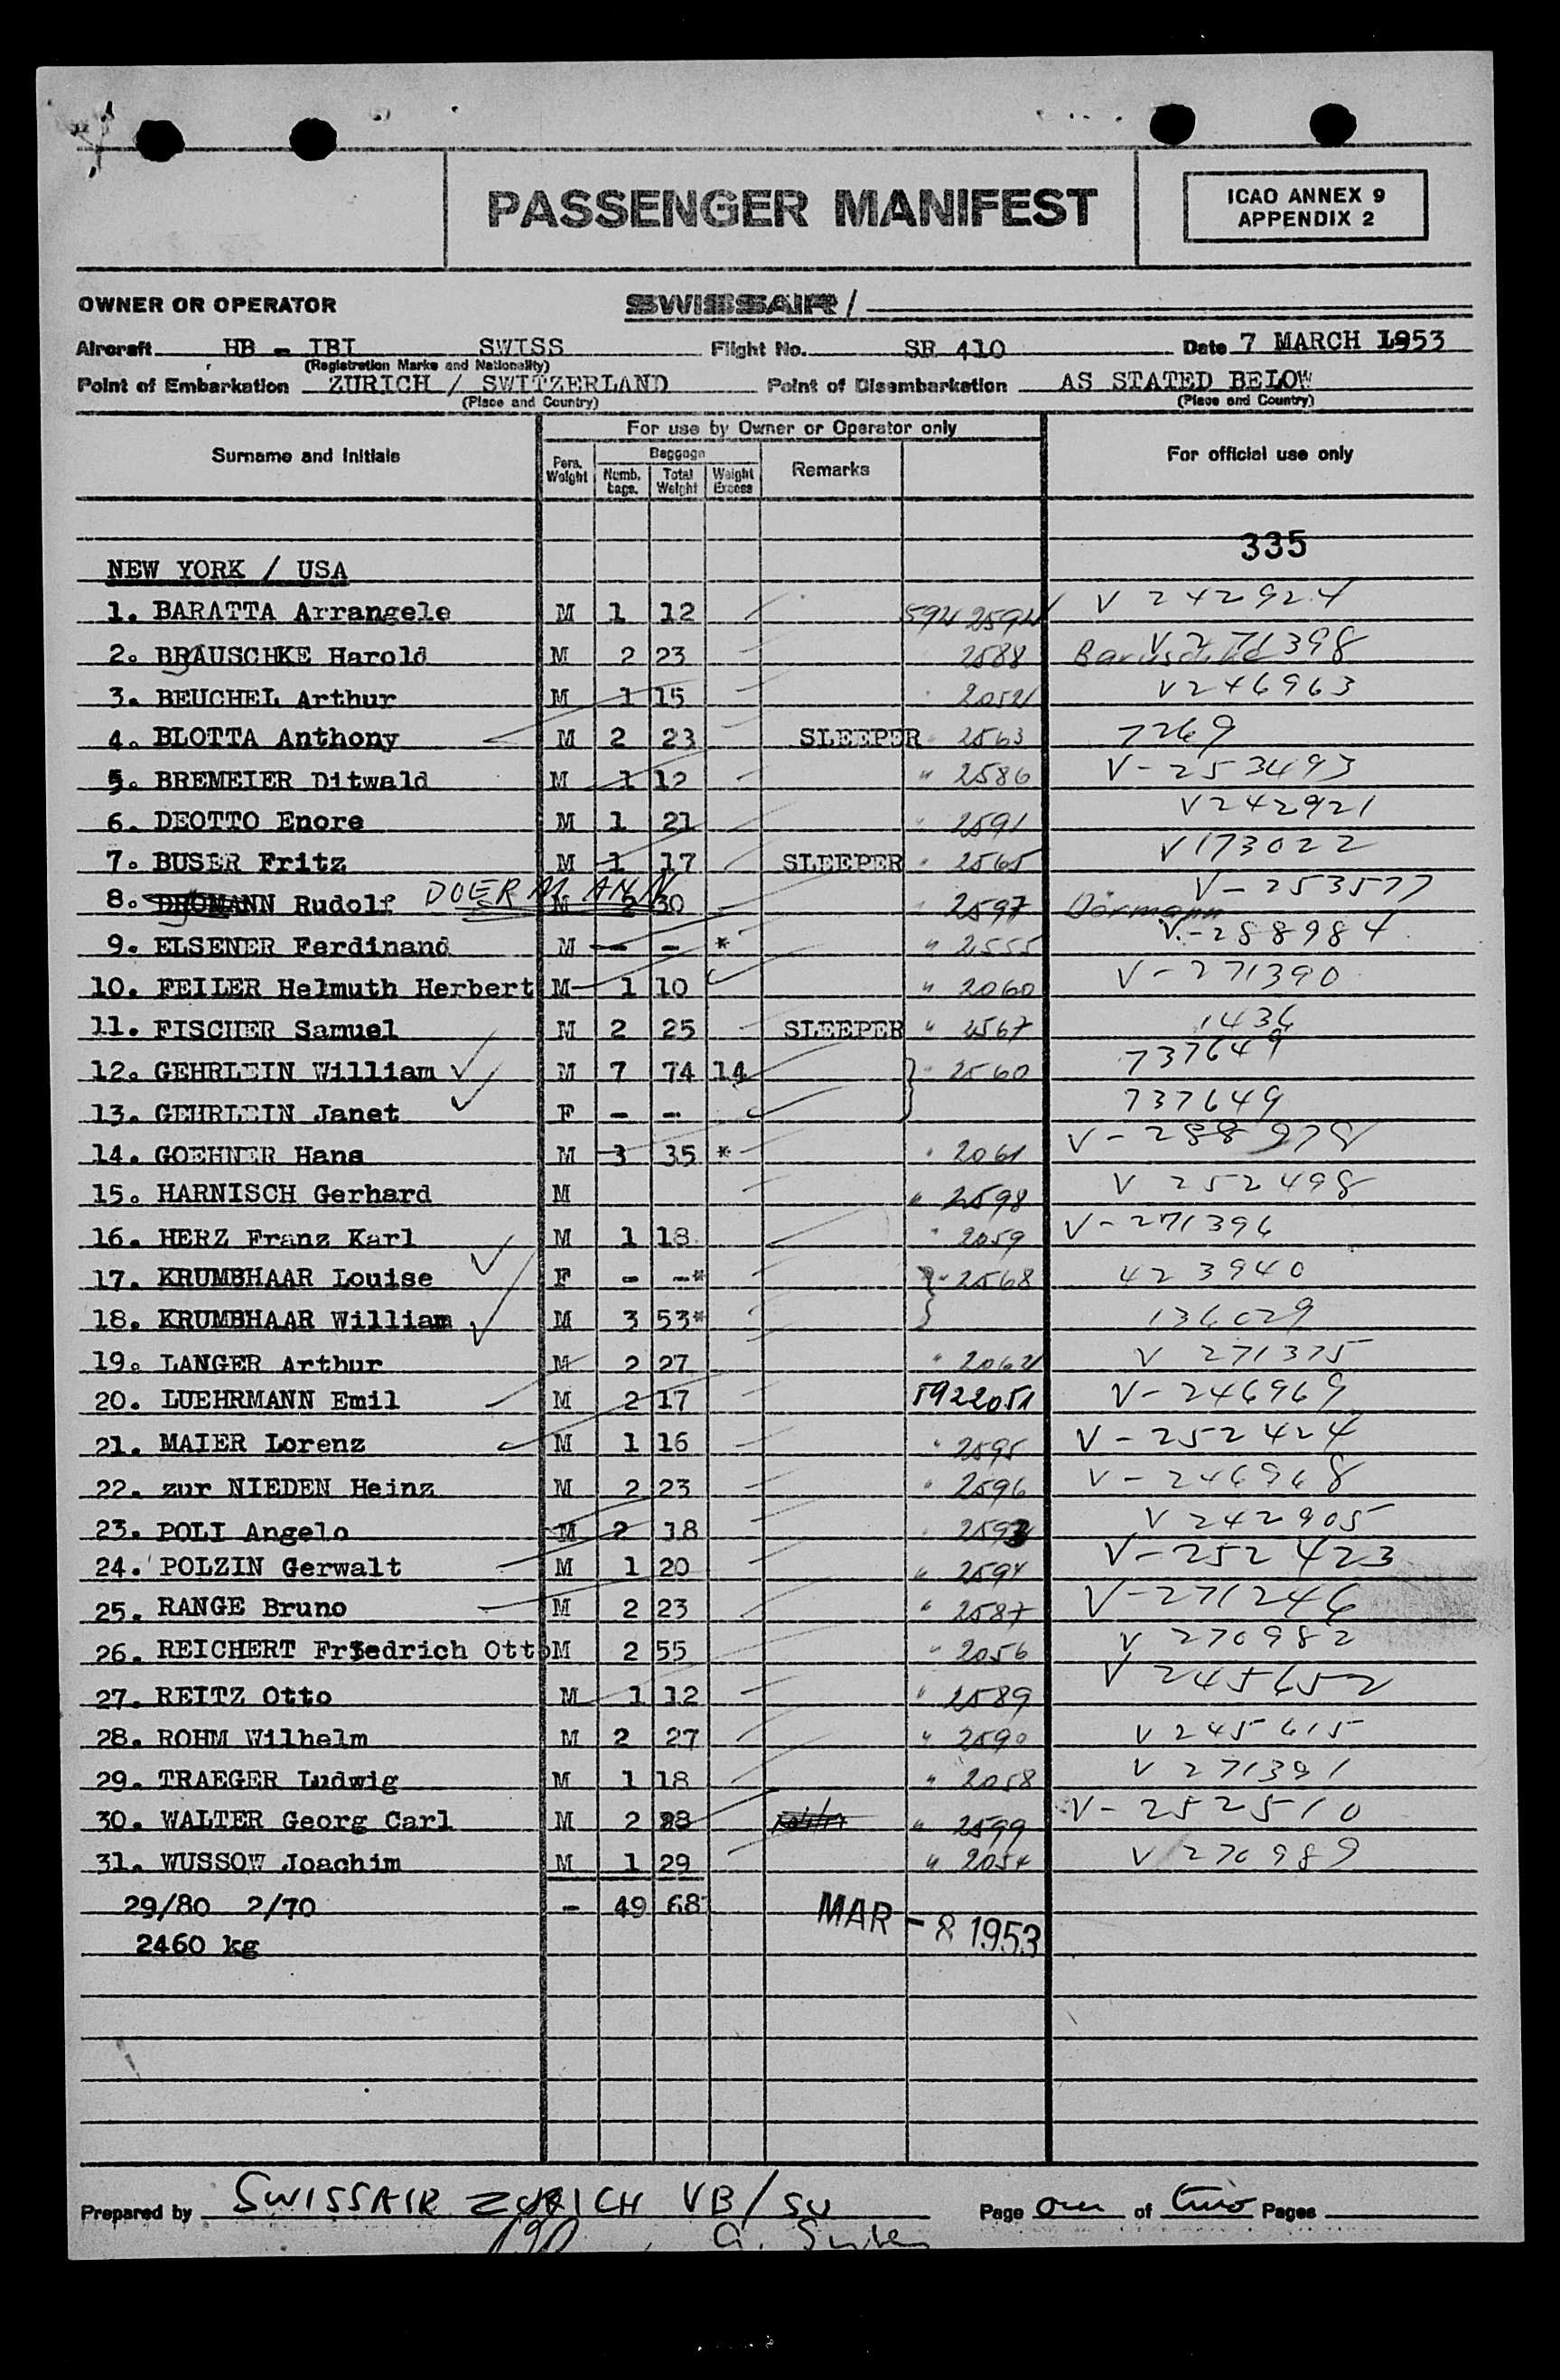 PASSENGER MANIFEST
ICAO ANNEX 9
APPENDIX 2
OWNER OR OPERATOR SWISSAIR /
Aircraft HB - IBI SWISS Flight No. SR 410 Date 7 MARCH 1953
(Registration Marks and Nationality)
Point of Embarkation ZURICH / SWITZERLAND Point of Disembarkation AS STATED BELOW
(Place and Country) (Place and Country)
Surname and Initials For use by Owner or Operator only For official use only
Pers. Weight Baggage Numb. bags. Total Weight Weight Excess Remarks
335
NEW YORK / USA
1. BARATTA Arrangele M 1 12 594 2594 V 242924
2. BRAUSCHKE Harold M 2 23 2588 V 271398
3. BEUCHEL Arthur M 1 15 V 246963
4. BLOTTA Anthony M 2 23 SLEEPER " 2563 7269
5. BREMEIER Ditwald M 1 12 " 2586 V-253493
6. DEOTTO Enore M 1 21 " 2591 V 242921
7. BUSER Fritz M 1 17 SLEEPER " 2565 V 173022
8. DROMANN Rudolf DOERMANN M 2 30 " 2597 Dörmann V-253577
9. ELSENER Ferdinand M - - * " 2555 V-288984
10. FEILER Helmuth Herbert M 1 10 " 2060 V-271390
11. FISCHER Samuel M 2 25 SLEEPER " 2567 1436
12. GEHRLEIN William M 7 74 14 " 2560 737649
13. GEHRLEIN Janet F - - 737649
14. GOEHNER Hans M 3 35 * " 2061 V-288978
15. HARNISCH Gerhard M " 2598 V 252498
16. HERZ Franz Karl M 1 18 " 2059 V-271396
17. KRUMBHAAR Louise F - -* " 2568 423940
18. KRUMBHAAR William M 3 53* 136029
19. LANGER Arthur M 2 27 V 271375
20. LUEHRMANN Emil M 2 17 5922051 V-246969
21. MAIER Lorenz M 1 16 " 2595 V-252424
22. zur NIEDEN Heinz M 2 23 " 2596 V-246968
23. POLI Angelo M 2 18 V 242905
24. POLZIN Gerwalt M 1 20 " 2594 V-252423
25. RANGE Bruno M 2 23 " 2587 V-271246
26. REICHERT Friedrich Otto M 2 55 " 2056 V 270982
27. REITZ Otto M 1 12 " 2589 V 245652
28. ROHM Wilhelm M 2 27 " 2590 V 245615
29. TRAEGER Ludwig M 1 18 " 2058 V 271391
30. WALTER Georg Carl M 2 " 2599 V-252510
31. WUSSOW Joachim M 1 29 " 2054 V 270989
29/80 2/70 - 49 68
2460 kg
MAR - 8 1953
Prepared by SWISSAIR ZURICH VB/SU Page one of two Pages